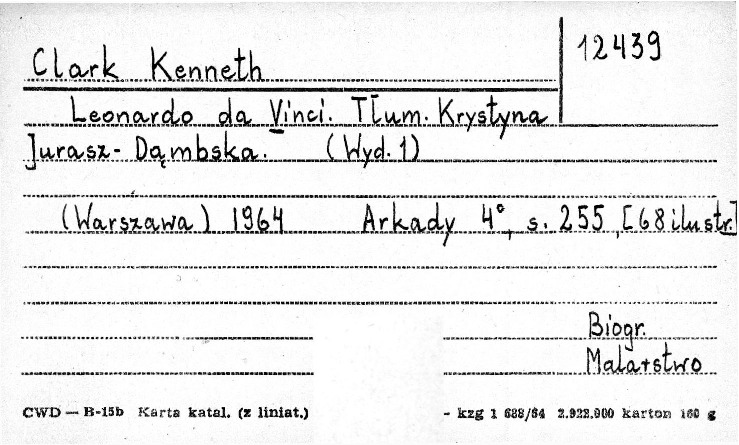 12439
Clark Kenneth
Leonardo da Vinci. Tłum. Krystyna
Jurasz-Dąmbska. (Wyd. 1)
(Warszawa) 1964 Arkady 4°, s. 255, [68 ilustr.]
Biogr.
Malarstwo
CWD — B-15b Karta katal. (z liniat.) - kzg 1 688/64 2.922.000 karton 160 g